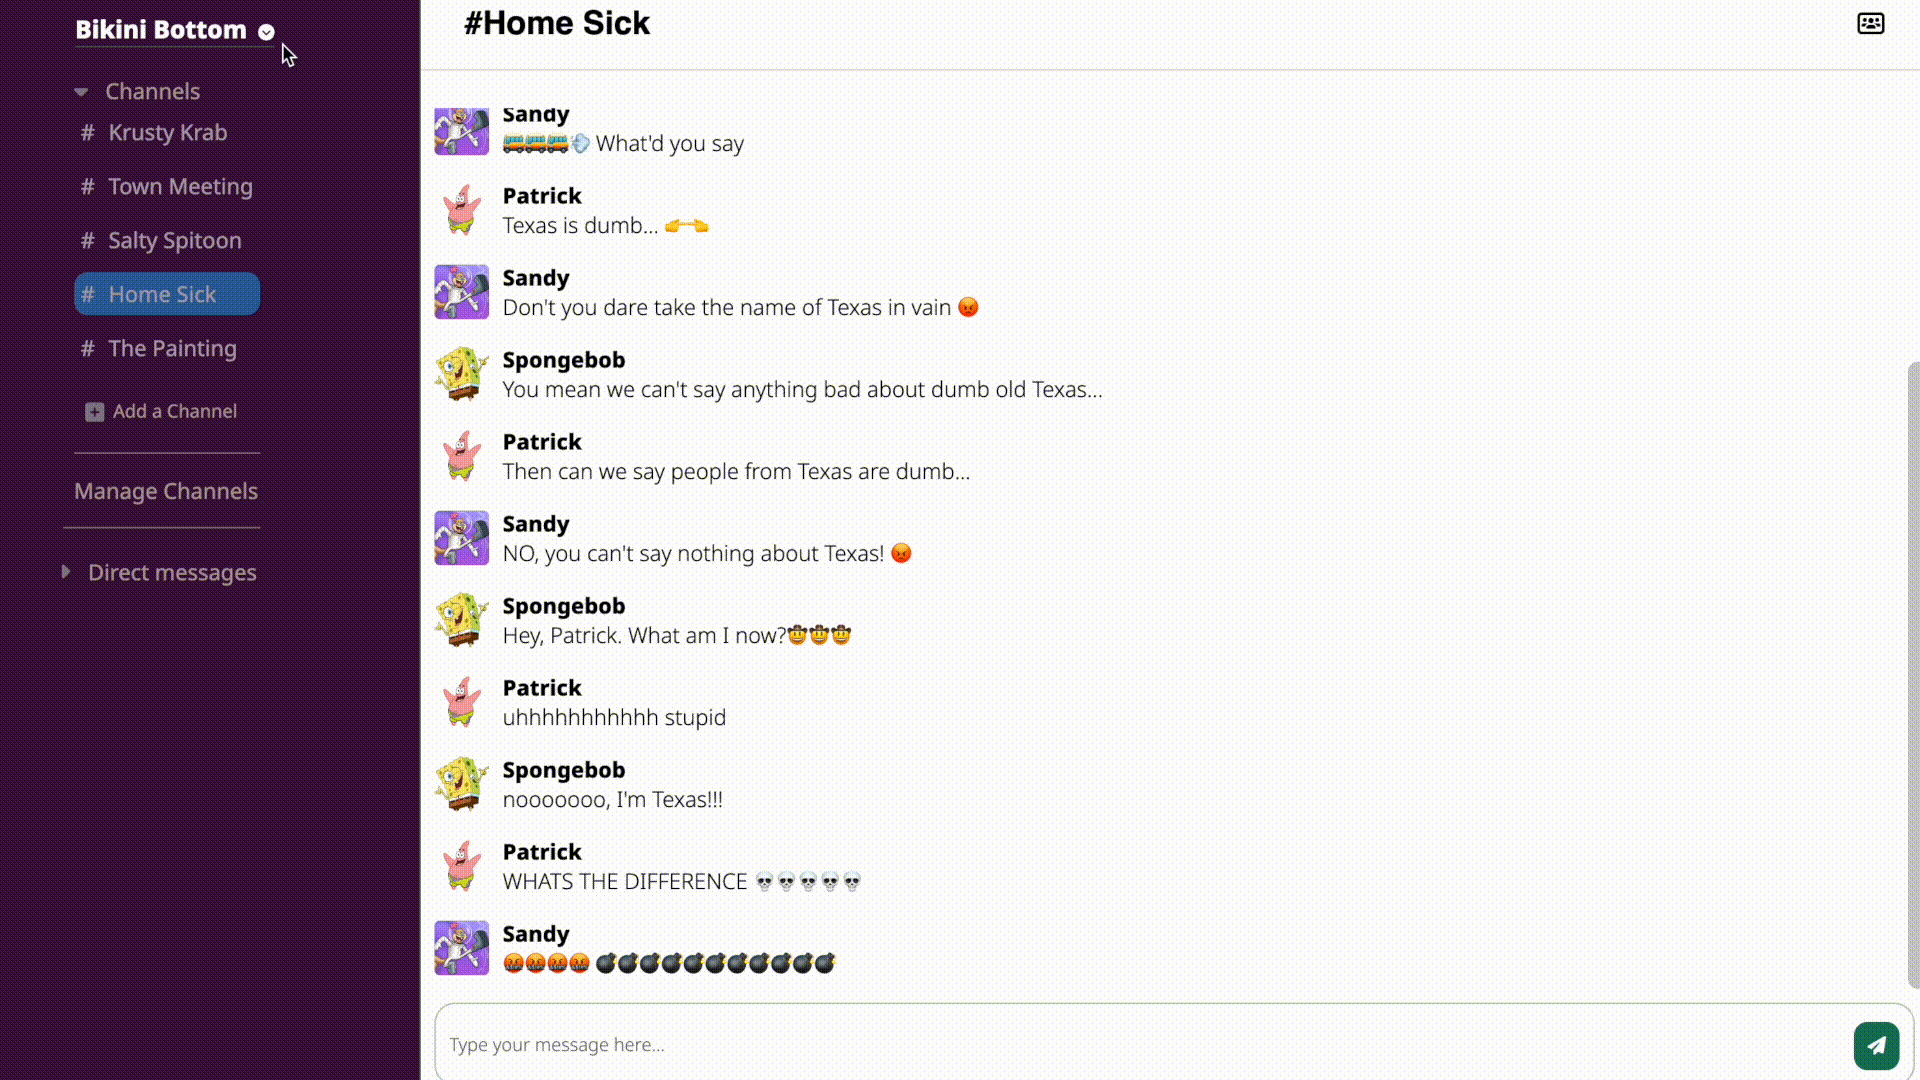 Bikini Bottom
Channels
# Krusty Krab
# Town Meeting
# Salty Spitoon
# Home Sick
# The Painting
Add a Channel
Manage Channels
Direct messages
#Home Sick
Sandy
🚃🚃🚃💨 What'd you say
Patrick
Texas is dumb... 👉👈
Sandy
Don't you dare take the name of Texas in vain 😡
Spongebob
You mean we can't say anything bad about dumb old Texas...
Patrick
Then can we say people from Texas are dumb...
Sandy
NO, you can't say nothing about Texas! 😡
Spongebob
Hey, Patrick. What am I now?🤠🤠🤠
Patrick
uhhhhhhhhhhh stupid
Spongebob
nooooooo, I'm Texas!!!
Patrick
WHATS THE DIFFERENCE 💀💀💀💀💀
Sandy
🤬🤬🤬🤬 💣💣💣💣💣💣💣💣💣💣💣
Type your message here...